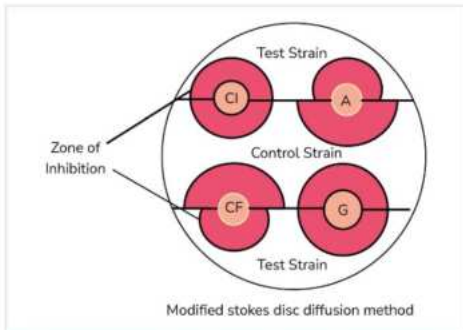 Test Strain
CI
A
Zone of
Inhibition
Control Strain
CF
G
Test Strain
Modified stokes disc diffusion method